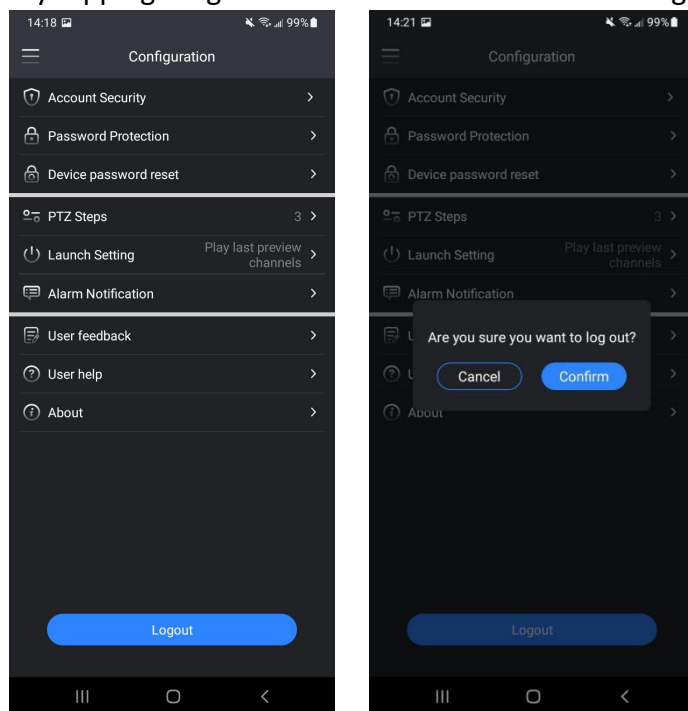 14:18 99%
Configuration
Account Security
Password Protection
Device password reset
PTZ Steps 3
Launch Setting Play last preview
channels
Alarm Notification
User feedback
User help
About
Logout
14:21 99%
Configuration
Account Security
Password Protection
Device password reset
PTZ Steps 3
Launch Setting Play last preview
channels
Alarm Notification
U
Are you sure you want to log out?
U
Cancel Confirm
About
Logout